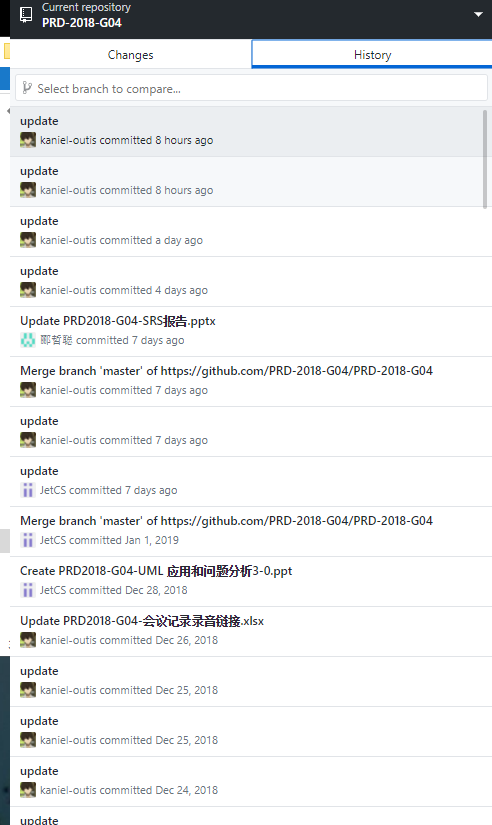 Current repository
PRD-2018-G04
Changes
History
Select branch to compare...
update
kaniel-outis committed 8 hours ago
update
kaniel-outis committed 8 hours ago
update
kaniel-outis committed a day ago
update
kaniel-outis committed 4 days ago
Update PRD2018-G04-SRS报告.pptx
郦哲聪 committed 7 days ago
Merge branch 'master' of https://github.com/PRD-2018-G04/PRD-2018-G04
kaniel-outis committed 7 days ago
update
kaniel-outis committed 7 days ago
update
JetCS committed 7 days ago
Merge branch 'master' of https://github.com/PRD-2018-G04/PRD-2018-G04
JetCS committed Jan 1, 2019
Create PRD2018-G04-UML 应用和问题分析3-0.ppt
JetCS committed Dec 28, 2018
Update PRD2018-G04-会议记录录音链接.xlsx
kaniel-outis committed Dec 26, 2018
update
kaniel-outis committed Dec 25, 2018
update
kaniel-outis committed Dec 25, 2018
update
kaniel-outis committed Dec 24, 2018
update